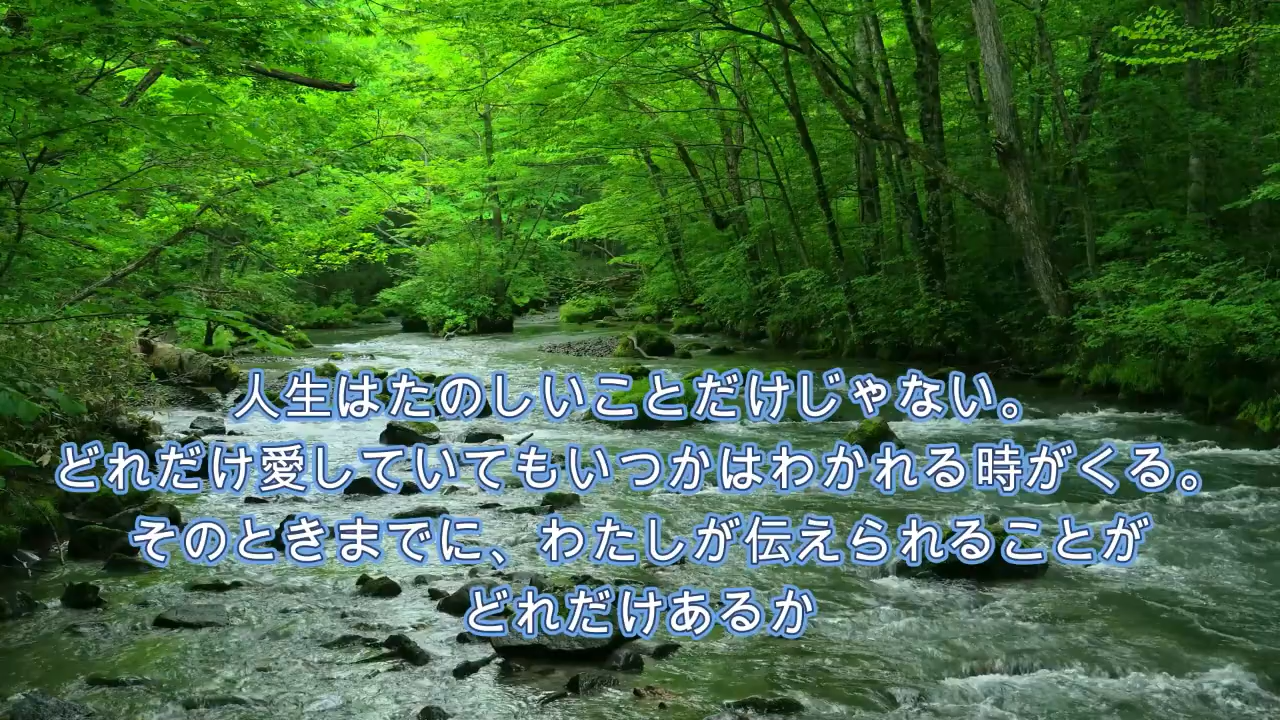 人生はたのしいことだけじゃない。
どれだけ愛していてもいつかはわかれる時がくる。
そのときまでに、わたしが伝えられることが
どれだけあるか